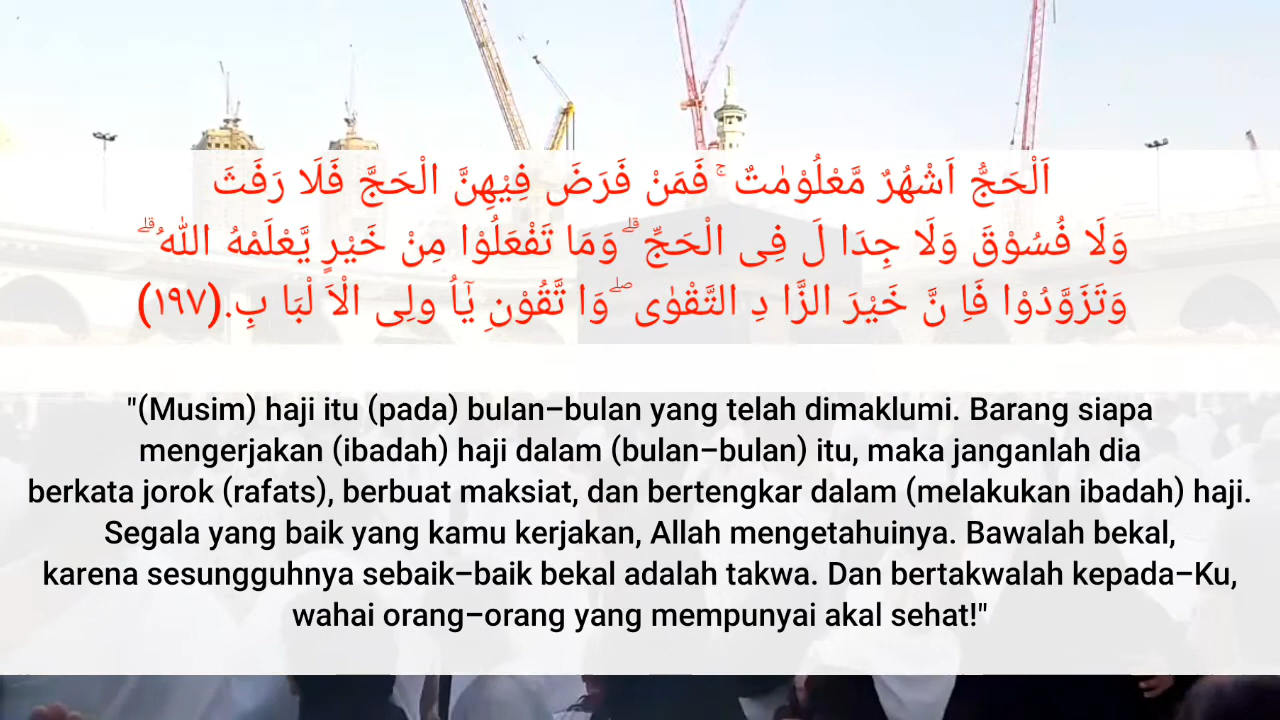 اَلْحَجُّ اَشْهُرٌ مَّعْلُوْمٰتٌ ۚ فَمَنْ فَرَضَ فِيْهِنَّ الْحَجَّ فَلَا رَفَثَ
وَلَا فُسُوْقَ وَلَا جِدَا لَ فِى الْحَجِّ ۗ وَمَا تَفْعَلُوْا مِنْ خَيْرٍ يَّعْلَمْهُ اللّٰهُ ۗ
وَتَزَوَّدُوْا فَاِ نَّ خَيْرَ الزَّا دِ التَّقْوٰى ۖ وَا تَّقُوْنِ يٰۤاُ ولِى الْاَ لْبَا بِ.(١٩٧)
"(Musim) haji itu (pada) bulan–bulan yang telah dimaklumi. Barang siapa
mengerjakan (ibadah) haji dalam (bulan–bulan) itu, maka janganlah dia
berkata jorok (rafats), berbuat maksiat, dan bertengkar dalam (melakukan ibadah) haji.
Segala yang baik yang kamu kerjakan, Allah mengetahuinya. Bawalah bekal,
karena sesungguhnya sebaik–baik bekal adalah takwa. Dan bertakwalah kepada–Ku,
wahai orang–orang yang mempunyai akal sehat!"